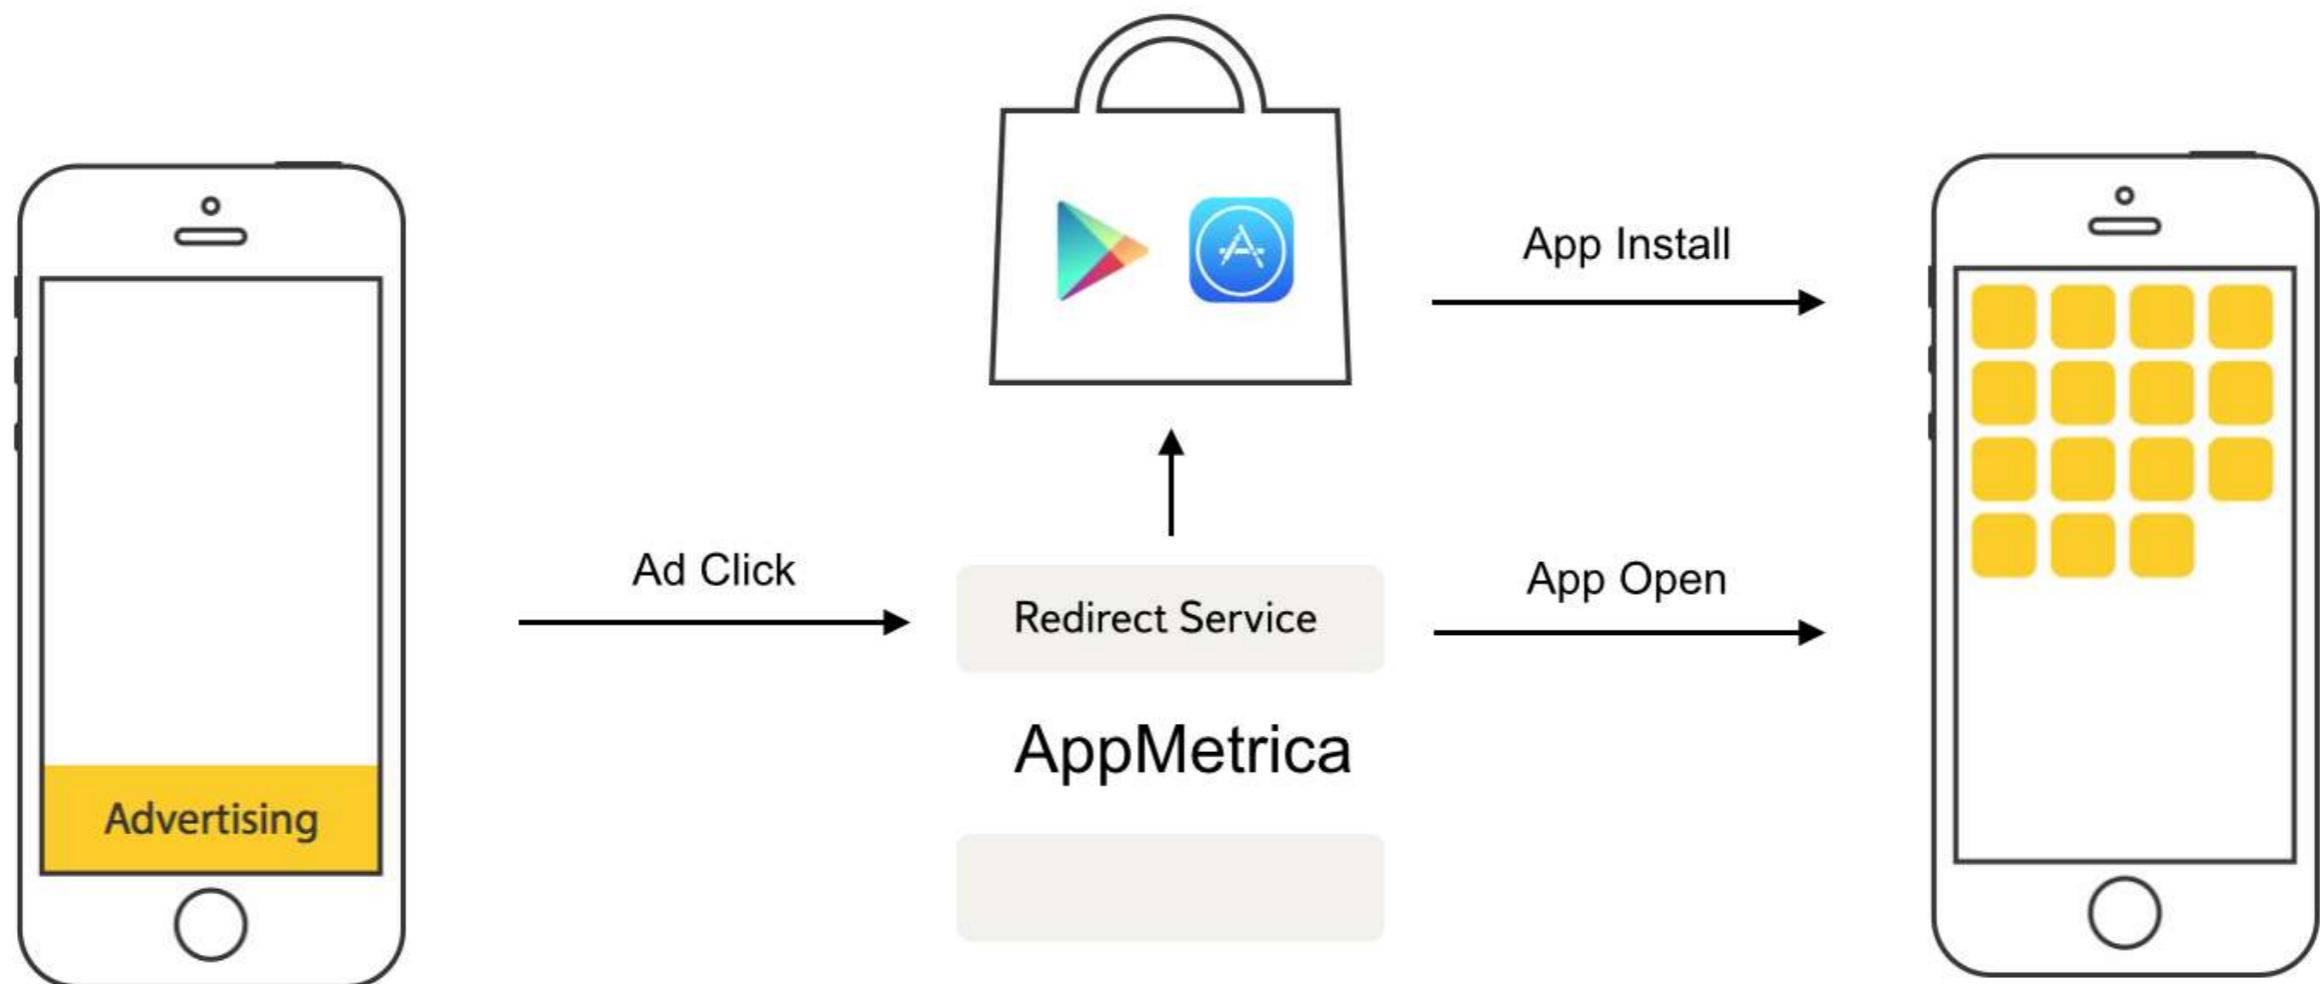 App Install
Ad Click
Redirect Service
App Open
AppMetrica
Advertising